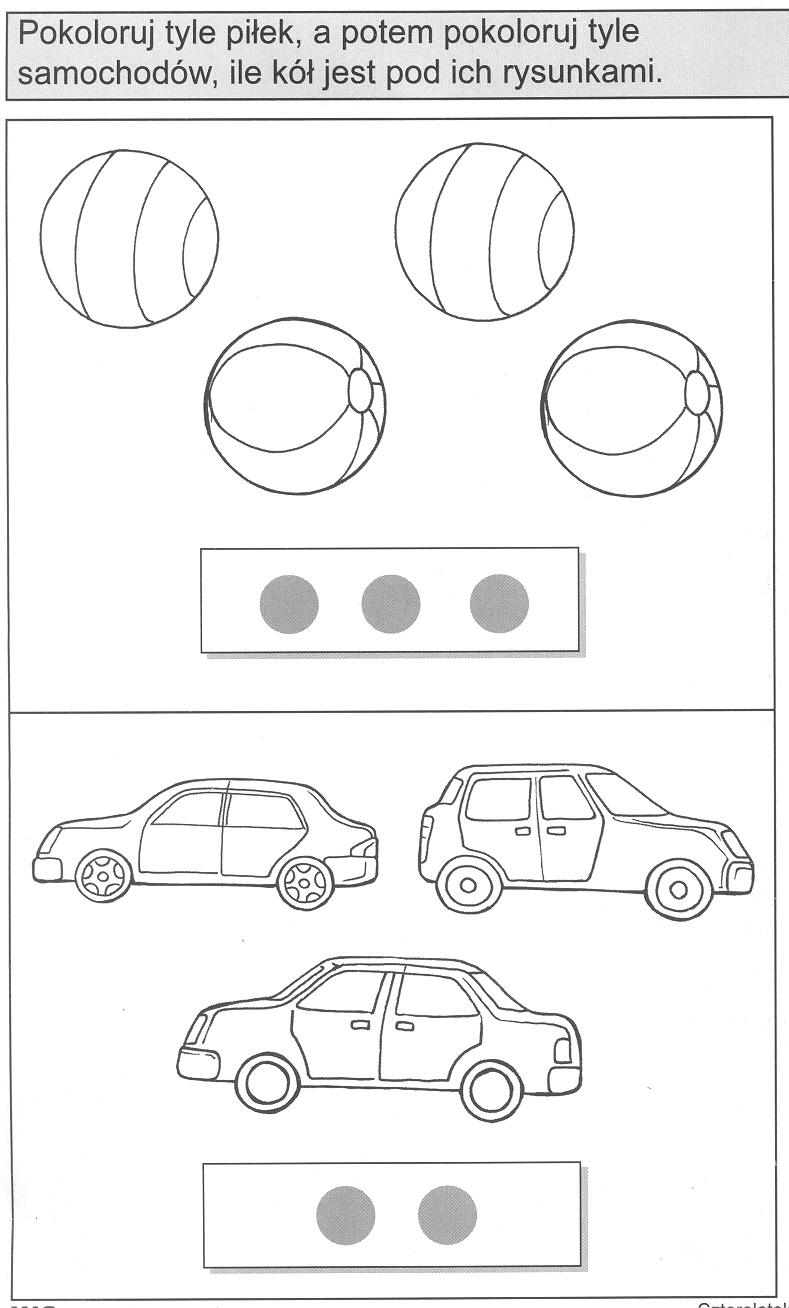 Pokoloruj tyle piłek, a potem pokoloruj tyle
samochodów, ile kół jest pod ich rysunkami.